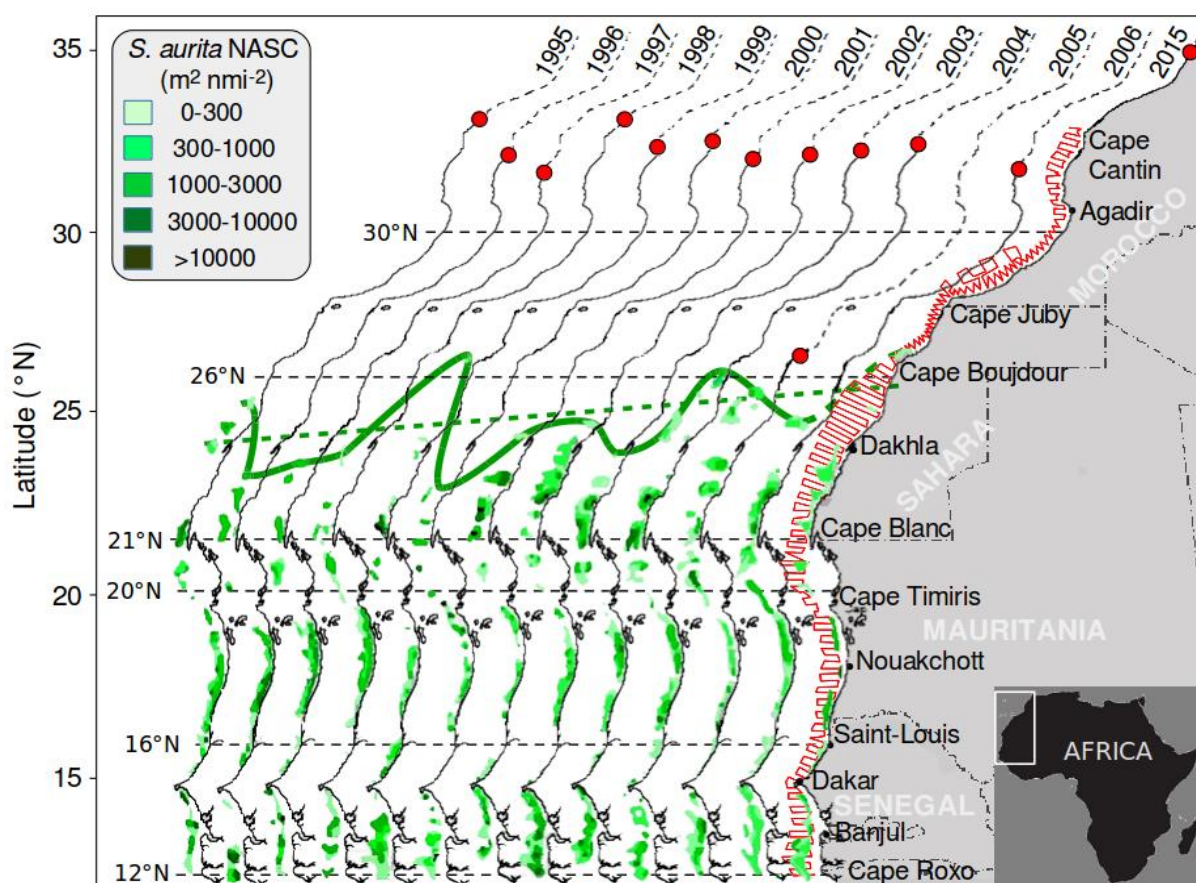 S. aurita NASC
(m² nmi-²)
0-300
300-1000
1000-3000
3000-10000
>10000
1995
1996
1997
1998
1999
2000
2001
2002
2003
2004
2005
2006
2015
Latitude (°N)
35
30
25
20
15
30°N
26°N
21°N
20°N
16°N
12°N
Cape
Cantin
Agadir
MOROCCO
Cape Juby
Cape Boujdour
Dakhla
SAHARA
Cape Blanc
Cape Timiris
MAURITANIA
Nouakchott
Saint-Louis
Dakar
SENEGAL
Banjul
Cape Roxo
AFRICA